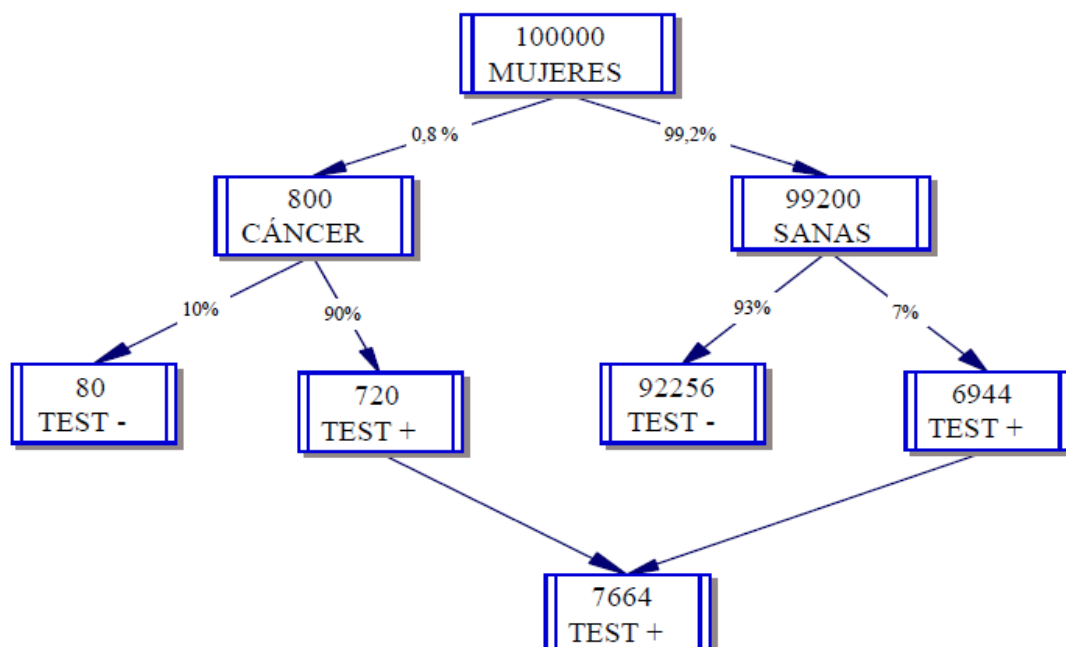 100000
MUJERES
0,8 %
99,2%
800
CÁNCER
99200
SANAS
10%
90%
93%
7%
80
TEST -
720
TEST +
92256
TEST -
6944
TEST +
7664
TEST +